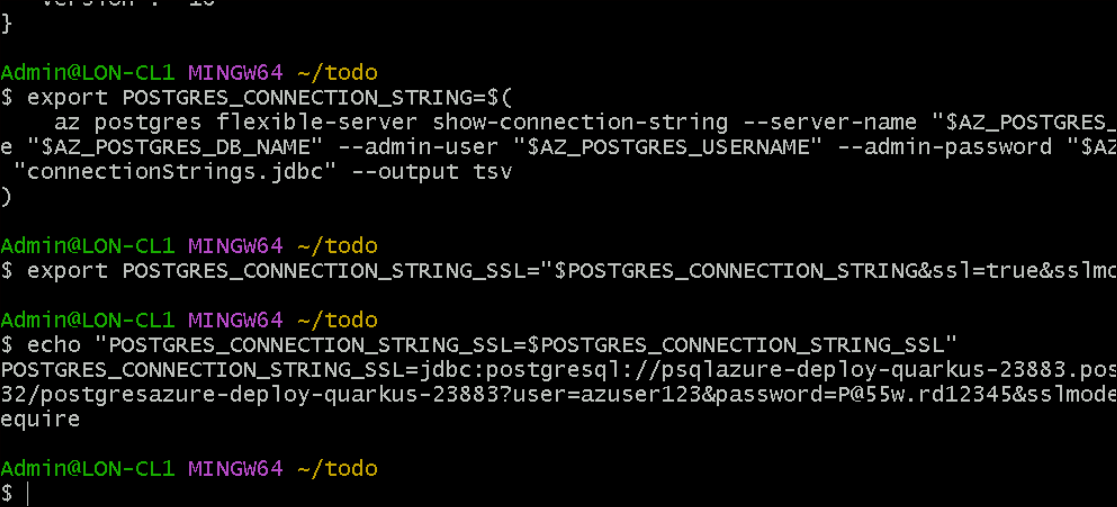 }
Admin@LON-CL1 MINGW64 ~/todo
$ export POSTGRES_CONNECTION_STRING=$(
az postgres flexible-server show-connection-string --server-name "$AZ_POSTGRES_
e "$AZ_POSTGRES_DB_NAME" --admin-user "$AZ_POSTGRES_USERNAME" --admin-password "$AZ
"connectionStrings.jdbc" --output tsv
)
Admin@LON-CL1 MINGW64 ~/todo
$ export POSTGRES_CONNECTION_STRING_SSL="$POSTGRES_CONNECTION_STRING&ssl=true&sslmo
Admin@LON-CL1 MINGW64 ~/todo
$ echo "POSTGRES_CONNECTION_STRING_SSL=$POSTGRES_CONNECTION_STRING_SSL"
POSTGRES_CONNECTION_STRING_SSL=jdbc:postgresql://psqlazure-deploy-quarkus-23883.pos
32/postgresazure-deploy-quarkus-23883?user=azuser123&password=P@55w.rd12345&sslmode
equire
Admin@LON-CL1 MINGW64 ~/todo
$